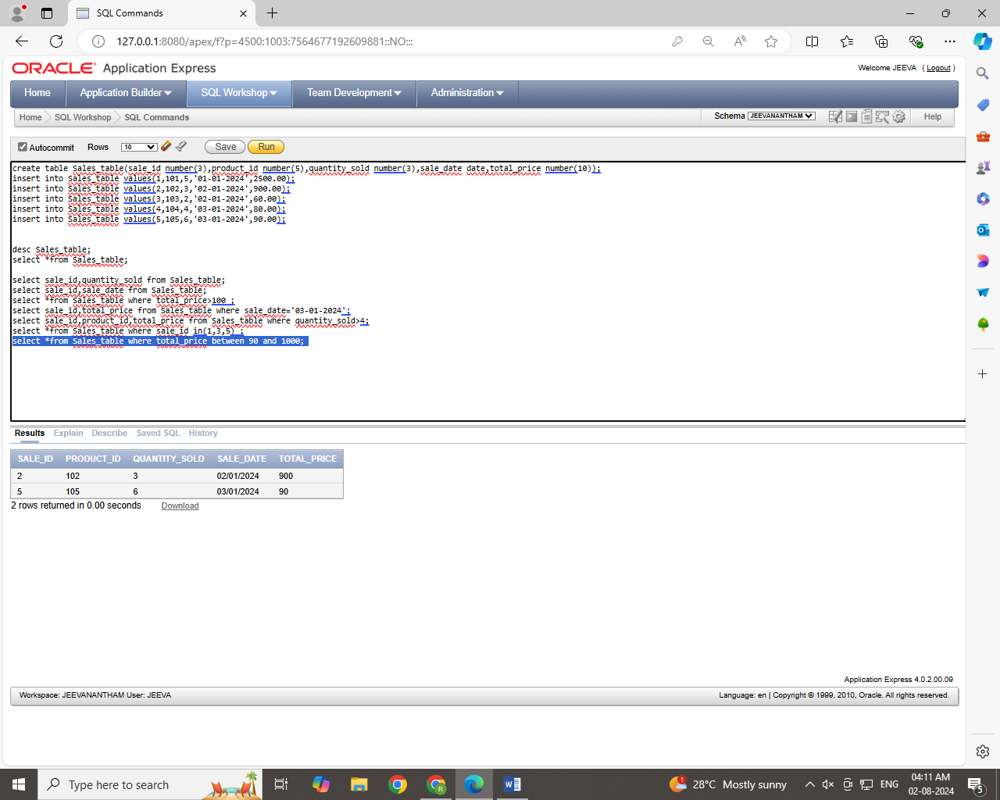 SQL Commands
127.0.0.1:8080/apex/f?p=4500:1003:7564677192609881::NO:::
ORACLE Application Express
Welcome JEEVA ( Logout )
Home Application Builder SQL Workshop Team Development Administration
Home SQL Workshop SQL Commands Schema JEEVANANTHAM Help
Autocommit Rows 10 Save Run
create table Sales_table(sale_id number(3),product_id number(5),quantity_sold number(3),sale_date date,total_price number(10));
insert into Sales_table values(1,101,5,'01-01-2024',2500.00);
insert into Sales_table values(2,102,3,'02-01-2024',900.00);
insert into Sales_table values(3,103,2,'02-01-2024',60.00);
insert into Sales_table values(4,104,4,'03-01-2024',80.00);
insert into Sales_table values(5,105,6,'03-01-2024',90.00);
desc Sales_table;
select *from Sales_table;
select sale_id,quantity_sold from Sales_table;
select sale_id,sale_date from Sales_table;
select *from Sales_table where total_price>100 ;
select sale_id,total_price from Sales_table where sale_date='03-01-2024';
select sale_id,product_id,total_price from Sales_table where quantity_sold>4;
select *from Sales_table where sale_id in(1,3,5) ;
select *from Sales_table where total_price between 90 and 1000;
Results Explain Describe Saved SQL History
SALE_ID PRODUCT_ID QUANTITY_SOLD SALE_DATE TOTAL_PRICE
2 102 3 02/01/2024 900
5 105 6 03/01/2024 90
2 rows returned in 0.00 seconds Download
Application Express 4.0.2.00.09
Workspace: JEEVANANTHAM User: JEEVA Language: en | Copyright © 1999, 2010, Oracle. All rights reserved.
Type here to search
1 28°C Mostly sunny ENG 04:11 AM
02-08-2024 5